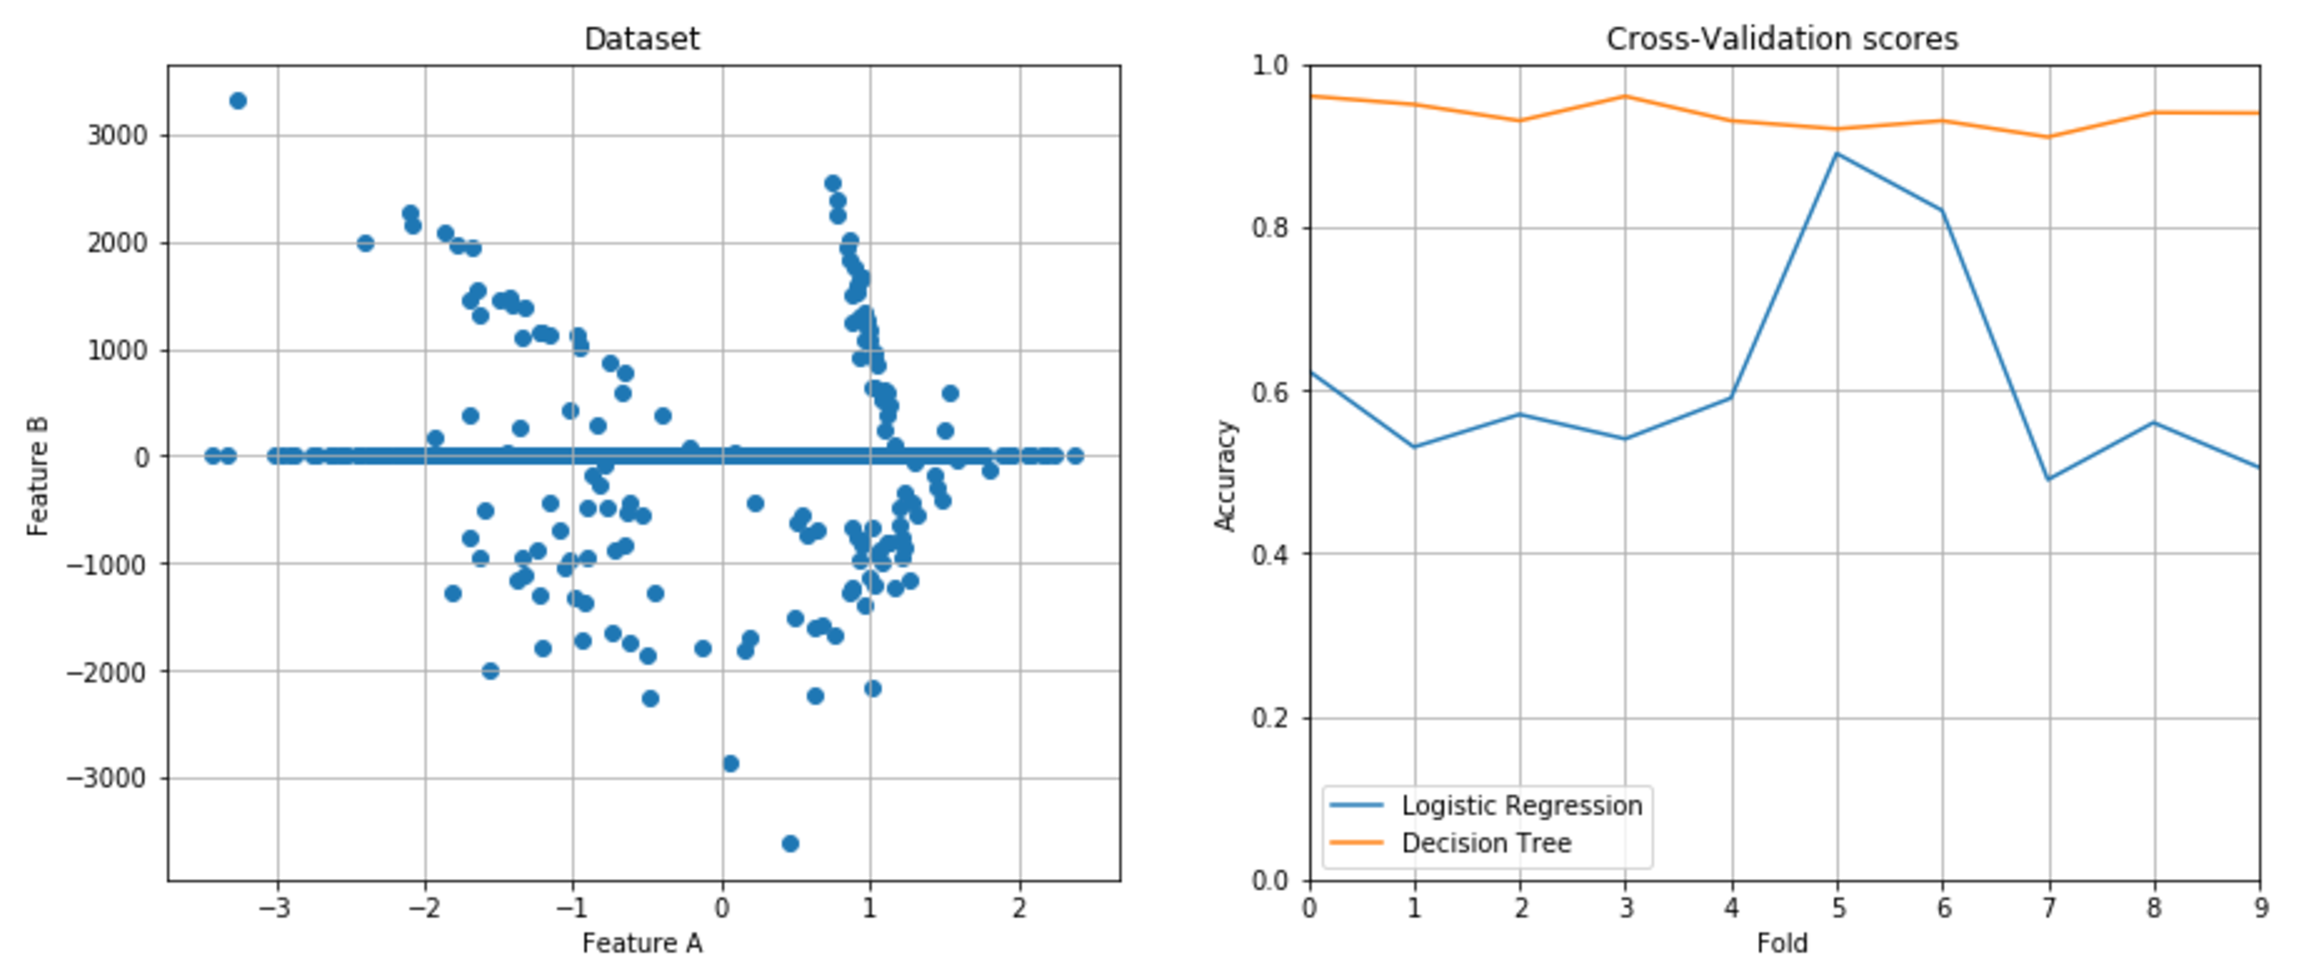 Dataset
Feature B
3000
2000
1000
0
−1000
−2000
−3000
−3 −2 −1 0 1 2
Feature A
Cross-Validation scores
Accuracy
1.0
0.8
0.6
0.4
0.2
0.0
Logistic Regression
Decision Tree
0 1 2 3 4 5 6 7 8 9
Fold